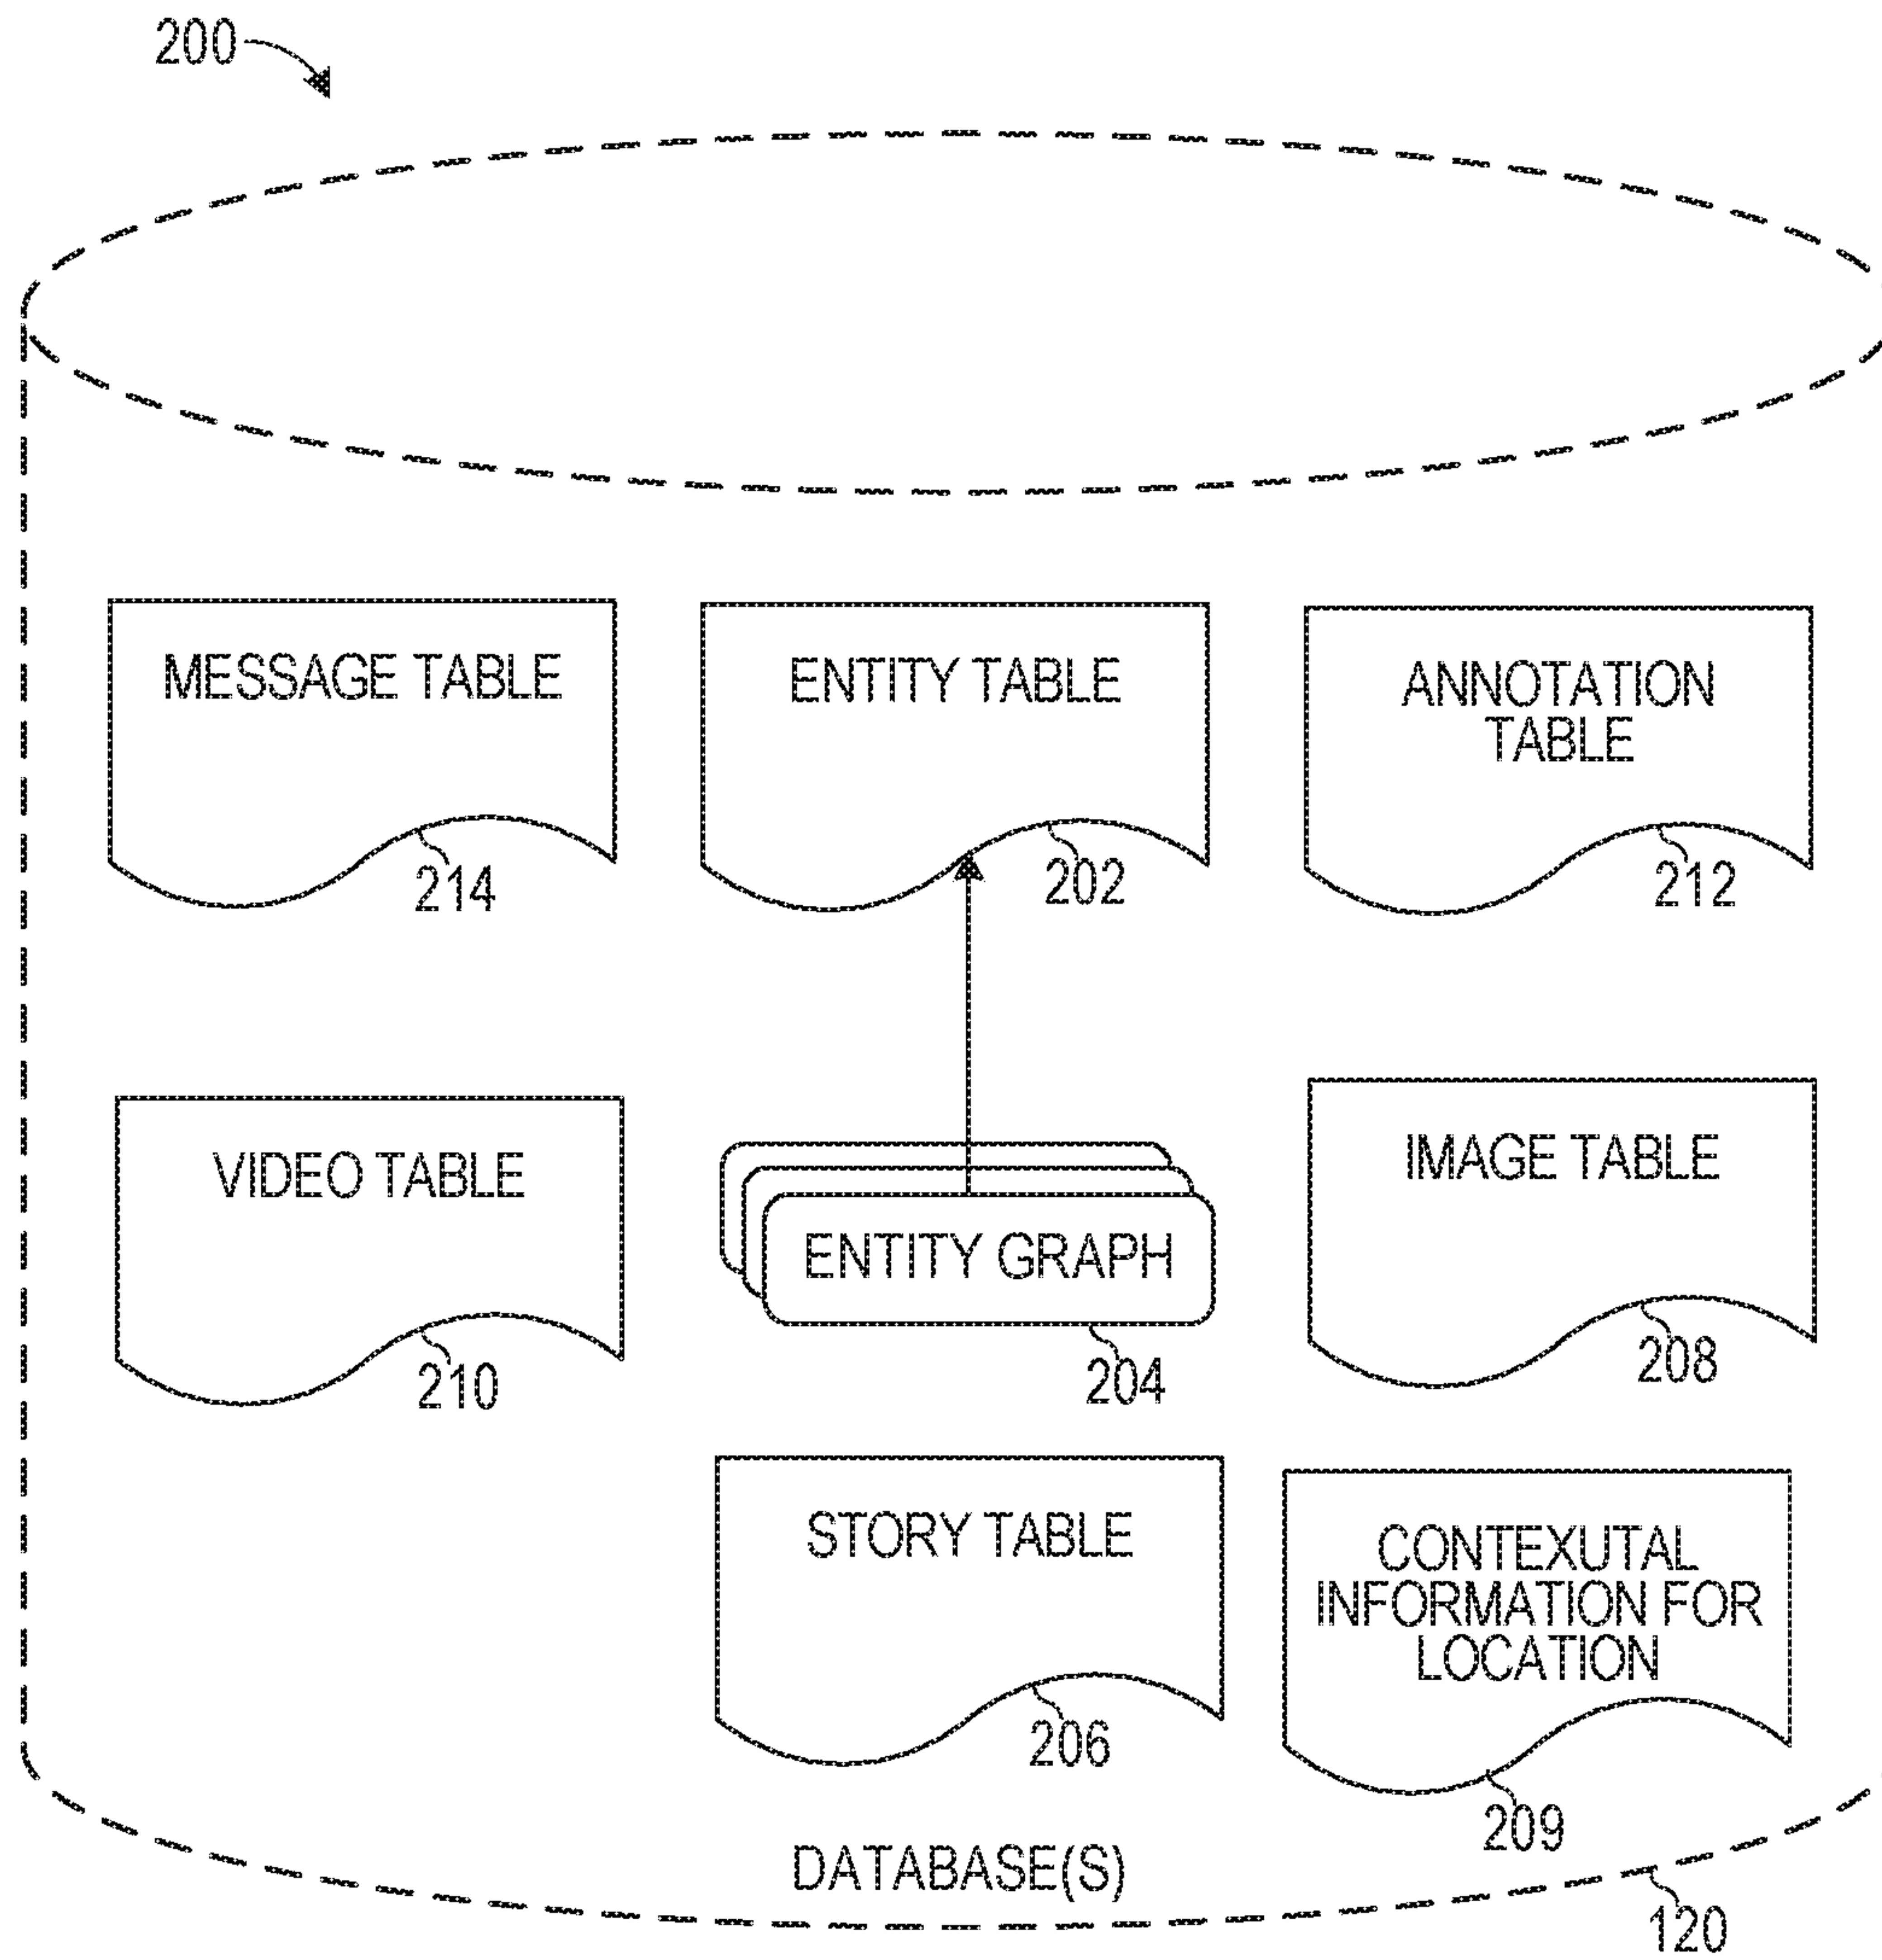 200
MESSAGE TABLE
214
ENTITY TABLE
202
ANNOTATION
TABLE
212
VIDEO TABLE
210
ENTITY GRAPH
204
IMAGE TABLE
208
STORY TABLE
206
CONTEXUTAL
INFORMATION FOR
LOCATION
209
DATABASE(S)
120